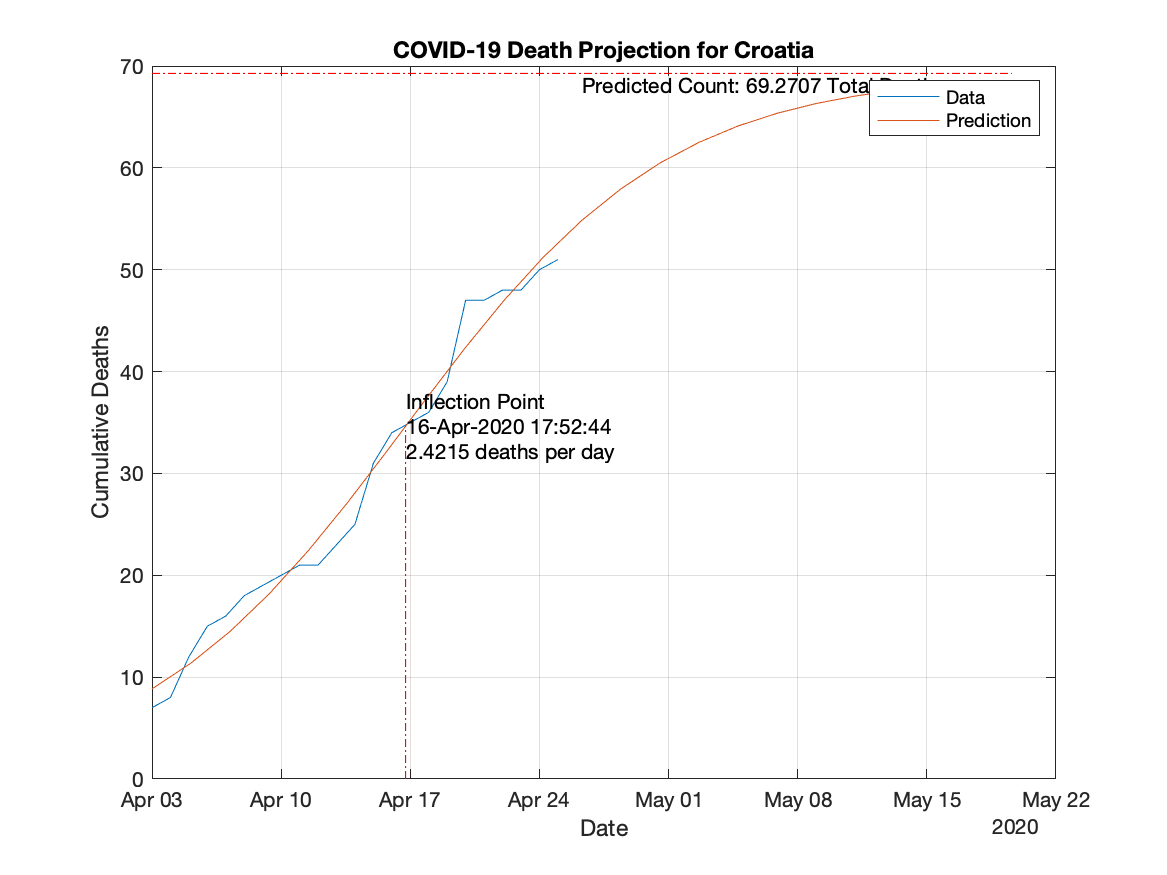 COVID-19 Death Projection for Croatia
Predicted Count: 69.2707 Total
Data
Prediction
Inflection Point
16-Apr-2020 17:52:44
2.4215 deaths per day
Cumulative Deaths
70
60
50
40
30
20
10
0
Apr 03 Apr 10 Apr 17 Apr 24 May 01 May 08 May 15 May 22
Date
2020